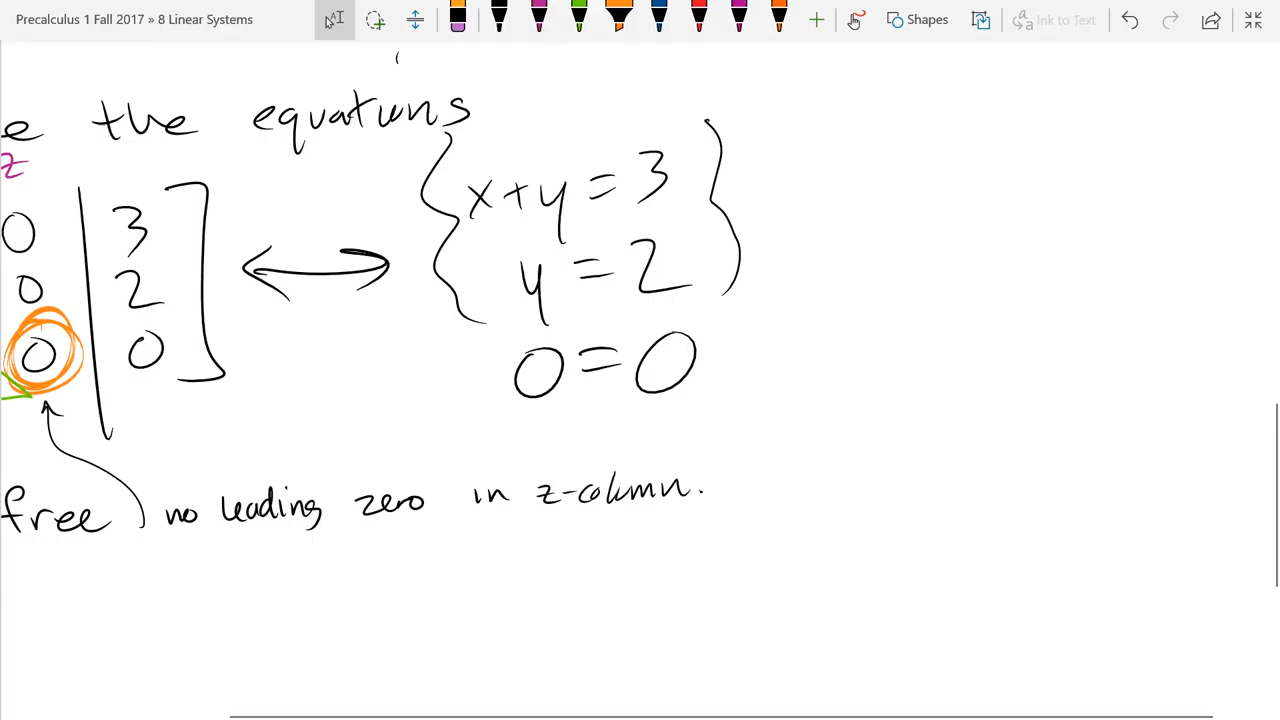 Precalculus 1 Fall 2017 » 8 Linear Systems
Shapes
Ink to Text
e the equations
z
0 | 3 ]
0 | 2
0 | 0
{ x+y=3 }
y=2
0=0
free no leading zero in z-column.